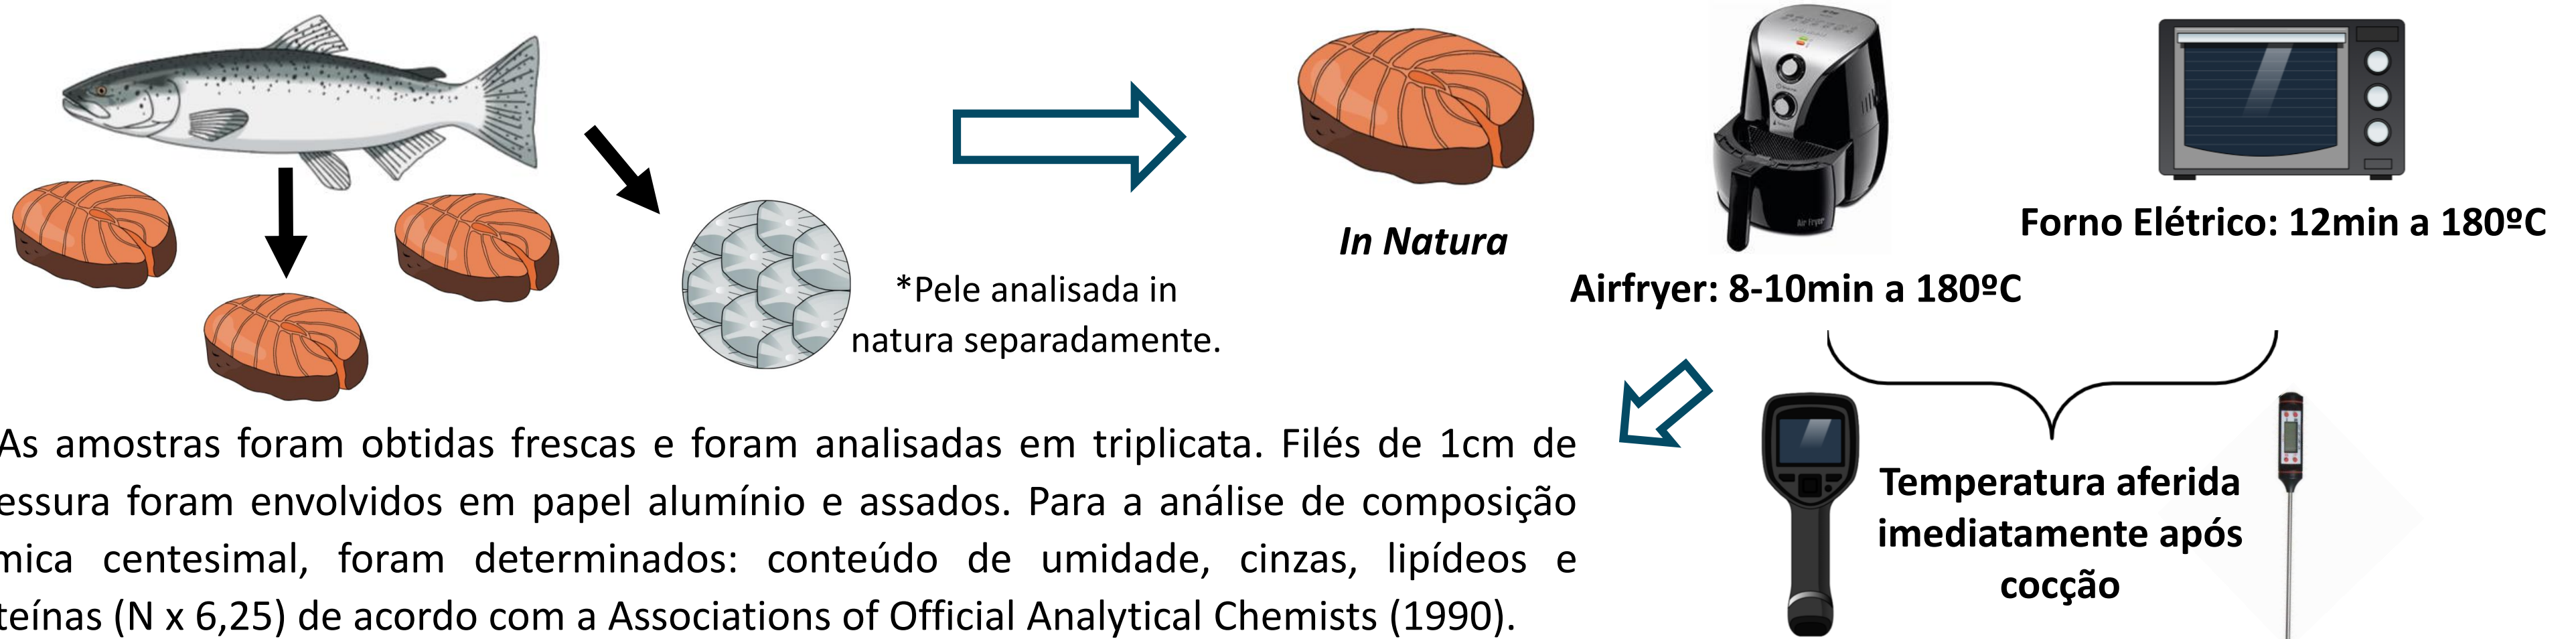 In Natura
Airfryer: 8-10min a 180ºC
Forno Elétrico: 12min a 180ºC
*Pele analisada in
natura separadamente.
Temperatura aferida
imediatamente após
cocção
As amostras foram obtidas frescas e foram analisadas em triplicata. Filés de 1cm de
essura foram envolvidos em papel alumínio e assados. Para a análise de composição
mica centesimal, foram determinados: conteúdo de umidade, cinzas, lipídeos e
teínas (N x 6,25) de acordo com a Associations of Official Analytical Chemists (1990).
Air Fryer